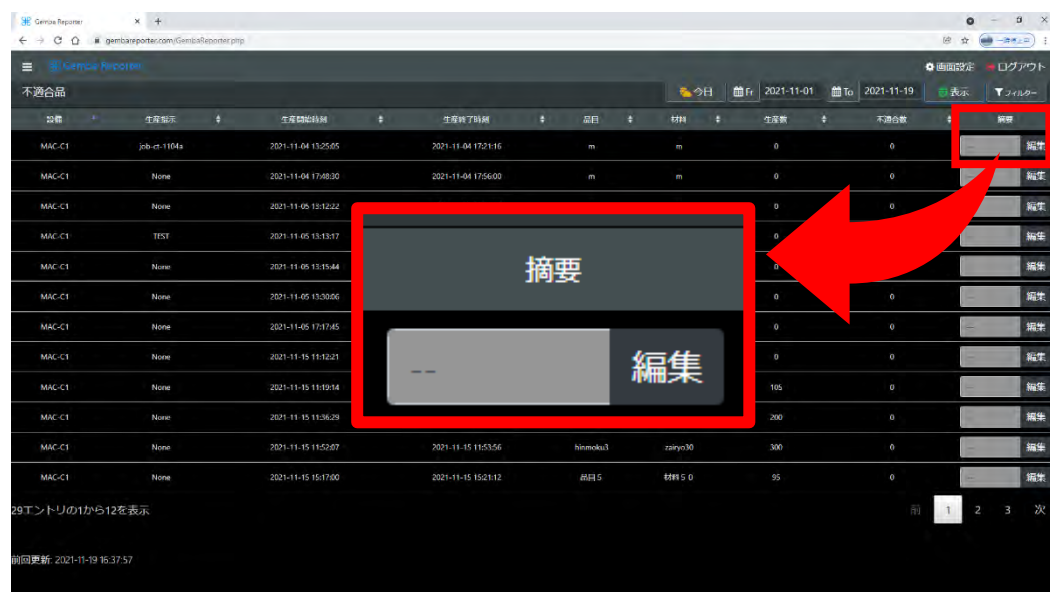 Gemba Reporter
gembareporter.com/GembaReporter.php
Gemba Reporter 画面設定 ログアウト
不適合品 今日 Fr 2021-11-01 To 2021-11-19 表示 フィルター
設備 生産指示 生産開始時刻 生産終了時刻 品目 材料 生産数 不適合数 摘要
MAC-C1 job-ct-1104a 2021-11-04 13:25:05 2021-11-04 17:21:16 m m 0 0 -- 編集
MAC-C1 None 2021-11-04 17:48:30 2021-11-04 17:56:00 m m 0 0 -- 編集
MAC-C1 None 2021-11-05 13:12:22 0 -- 編集
MAC-C1 TEST 2021-11-05 13:13:17 0 -- 編集
摘要
MAC-C1 None 2021-11-05 13:15:44 0 -- 編集
MAC-C1 None 2021-11-05 13:30:06 0 0 -- 編集
MAC-C1 None 2021-11-05 17:17:45 0 0 -- 編集
MAC-C1 None 2021-11-15 11:12:21 0 0 -- 編集
-- 編集
MAC-C1 None 2021-11-15 11:19:14 105 0 -- 編集
MAC-C1 None 2021-11-15 11:36:29 200 0 -- 編集
MAC-C1 None 2021-11-15 11:52:07 2021-11-15 11:53:56 hinmoku3 zairyo30 300 0 -- 編集
MAC-C1 None 2021-11-15 15:17:00 2021-11-15 15:21:12 品目5 材料50 95 0 -- 編集
29エントリの1から12を表示 前 1 2 3 次
前回更新: 2021-11-19 16:37:57